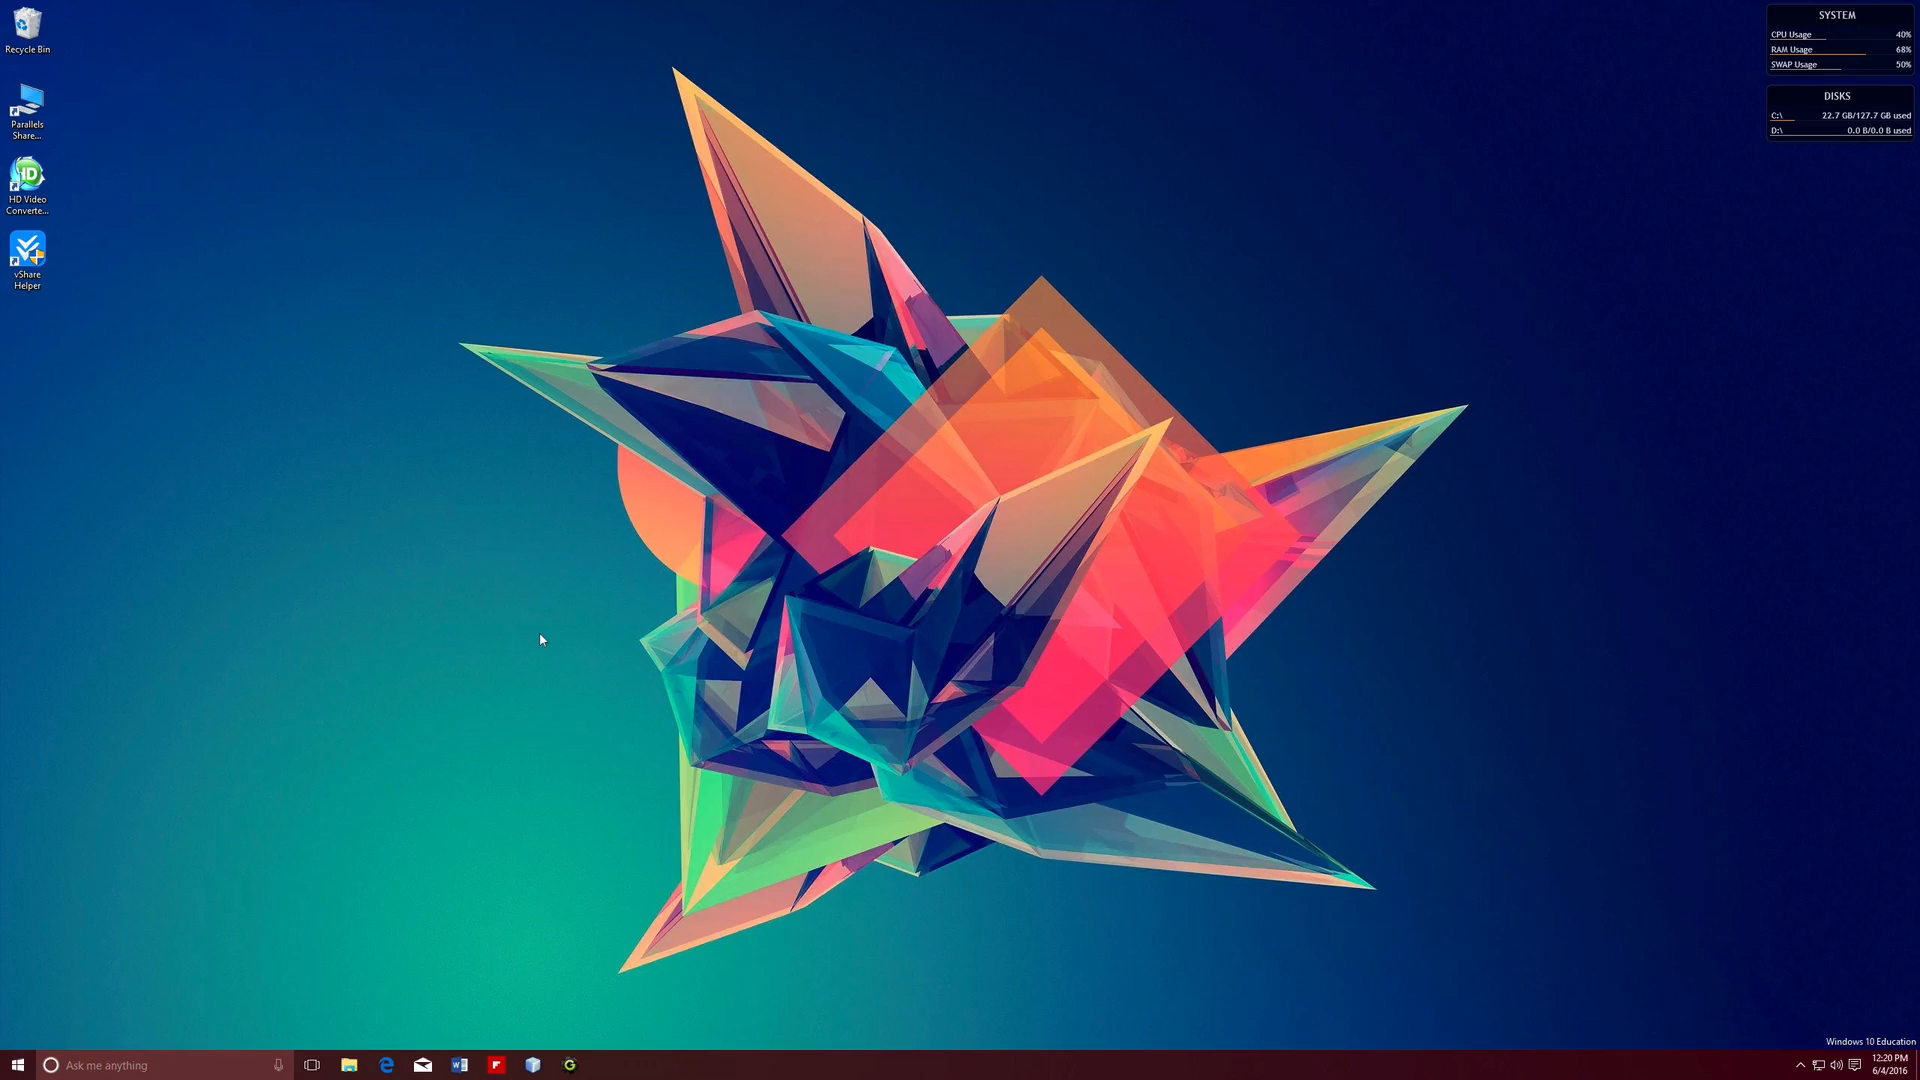 Recycle Bin
Parallels
Share...
HD
HD Video
Converte...
vShare
Helper
SYSTEM
CPU Usage 40%
RAM Usage 68%
SWAP Usage 50%
DISKS
C:\ 22.7 GB/127.7 GB used
D:\ 0.0 B/0.0 B used
Windows 10 Education
Ask me anything
12:20 PM
6/4/2016